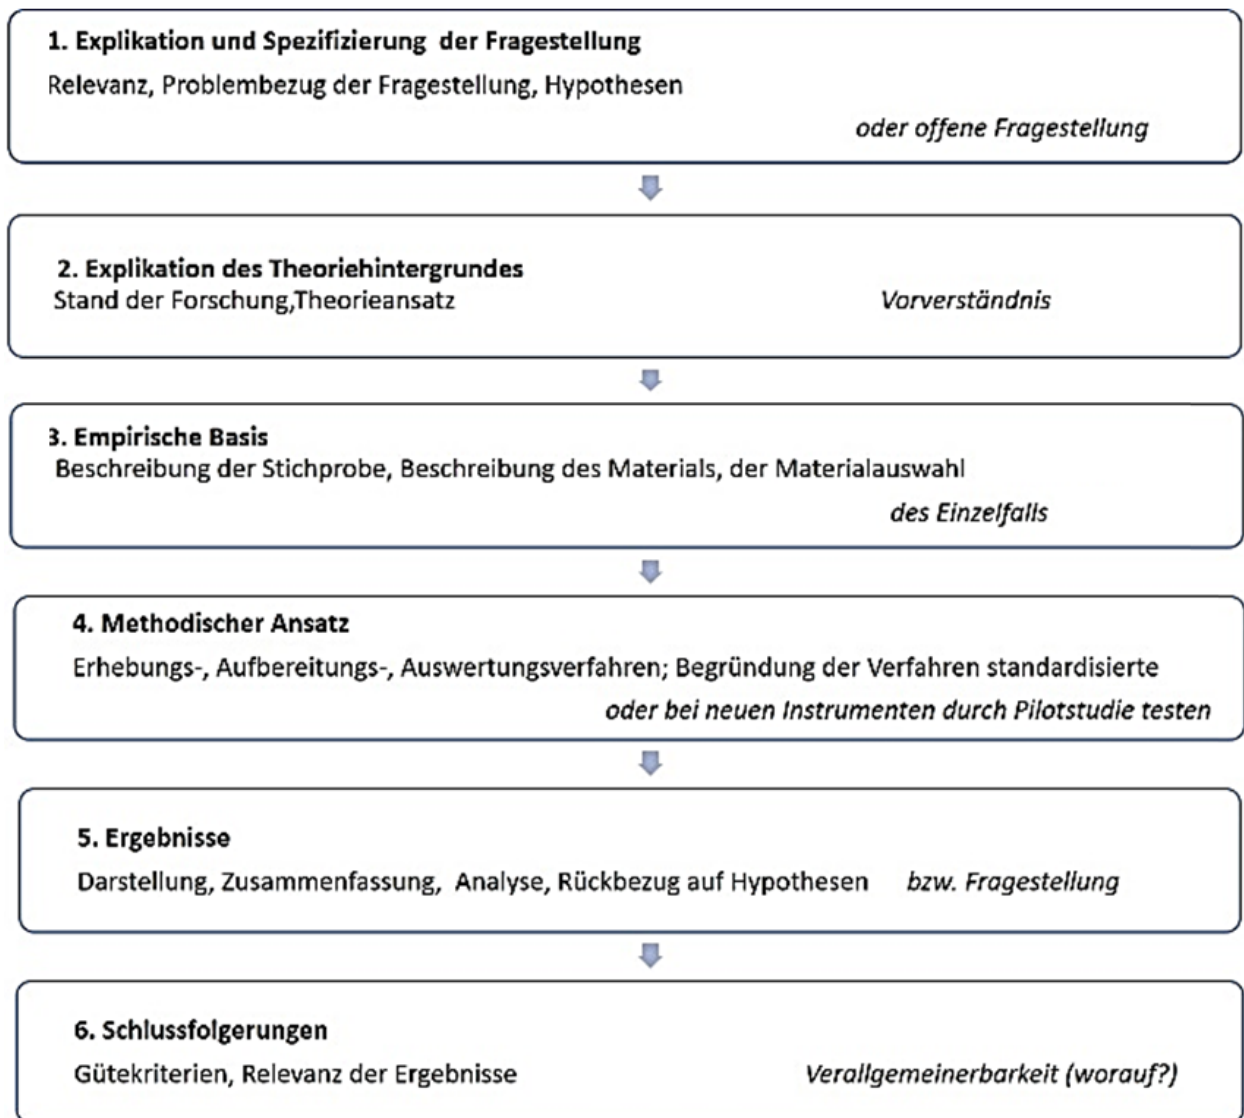 1. Explikation und Spezifizierung der Fragestellung
Relevanz, Problembezug der Fragestellung, Hypothesen
oder offene Fragestellung
2. Explikation des Theoriehintergrundes
Stand der Forschung,Theorieansatz Vorverständnis
3. Empirische Basis
Beschreibung der Stichprobe, Beschreibung des Materials, der Materialauswahl
des Einzelfalls
4. Methodischer Ansatz
Erhebungs-, Aufbereitungs-, Auswertungsverfahren; Begründung der Verfahren standardisierte
oder bei neuen Instrumenten durch Pilotstudie testen
5. Ergebnisse
Darstellung, Zusammenfassung, Analyse, Rückbezug auf Hypothesen bzw. Fragestellung
6. Schlussfolgerungen
Gütekriterien, Relevanz der Ergebnisse Verallgemeinerbarkeit (worauf?)